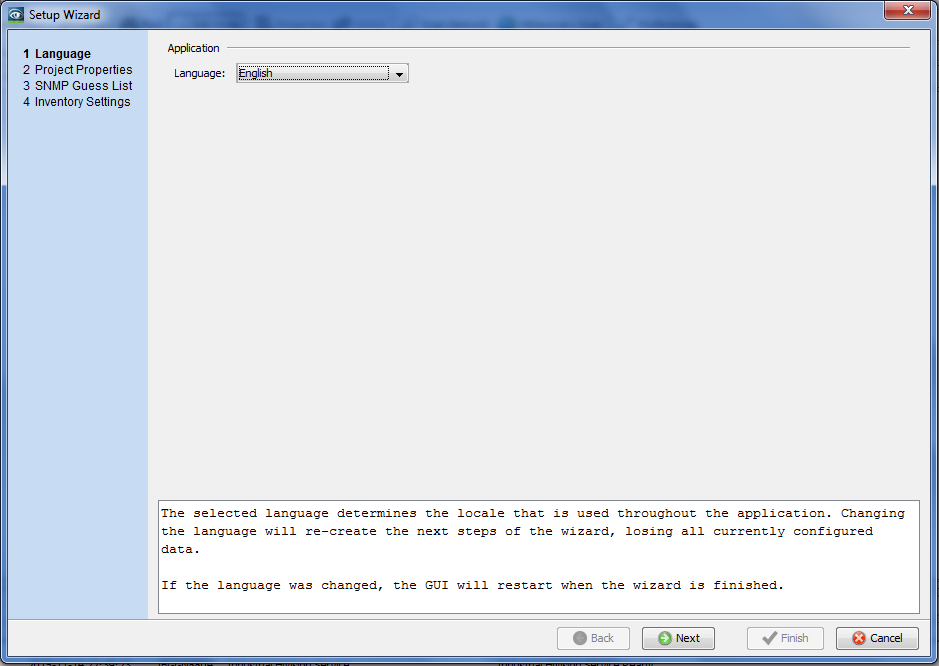 Setup Wizard
1 Language
2 Project Properties
3 SNMP Guess List
4 Inventory Settings
Application
Language: English
The selected language determines the locale that is used throughout the application. Changing
the language will re-create the next steps of the wizard, losing all currently configured
data.
If the language was changed, the GUI will restart when the wizard is finished.
Back Next Finish Cancel